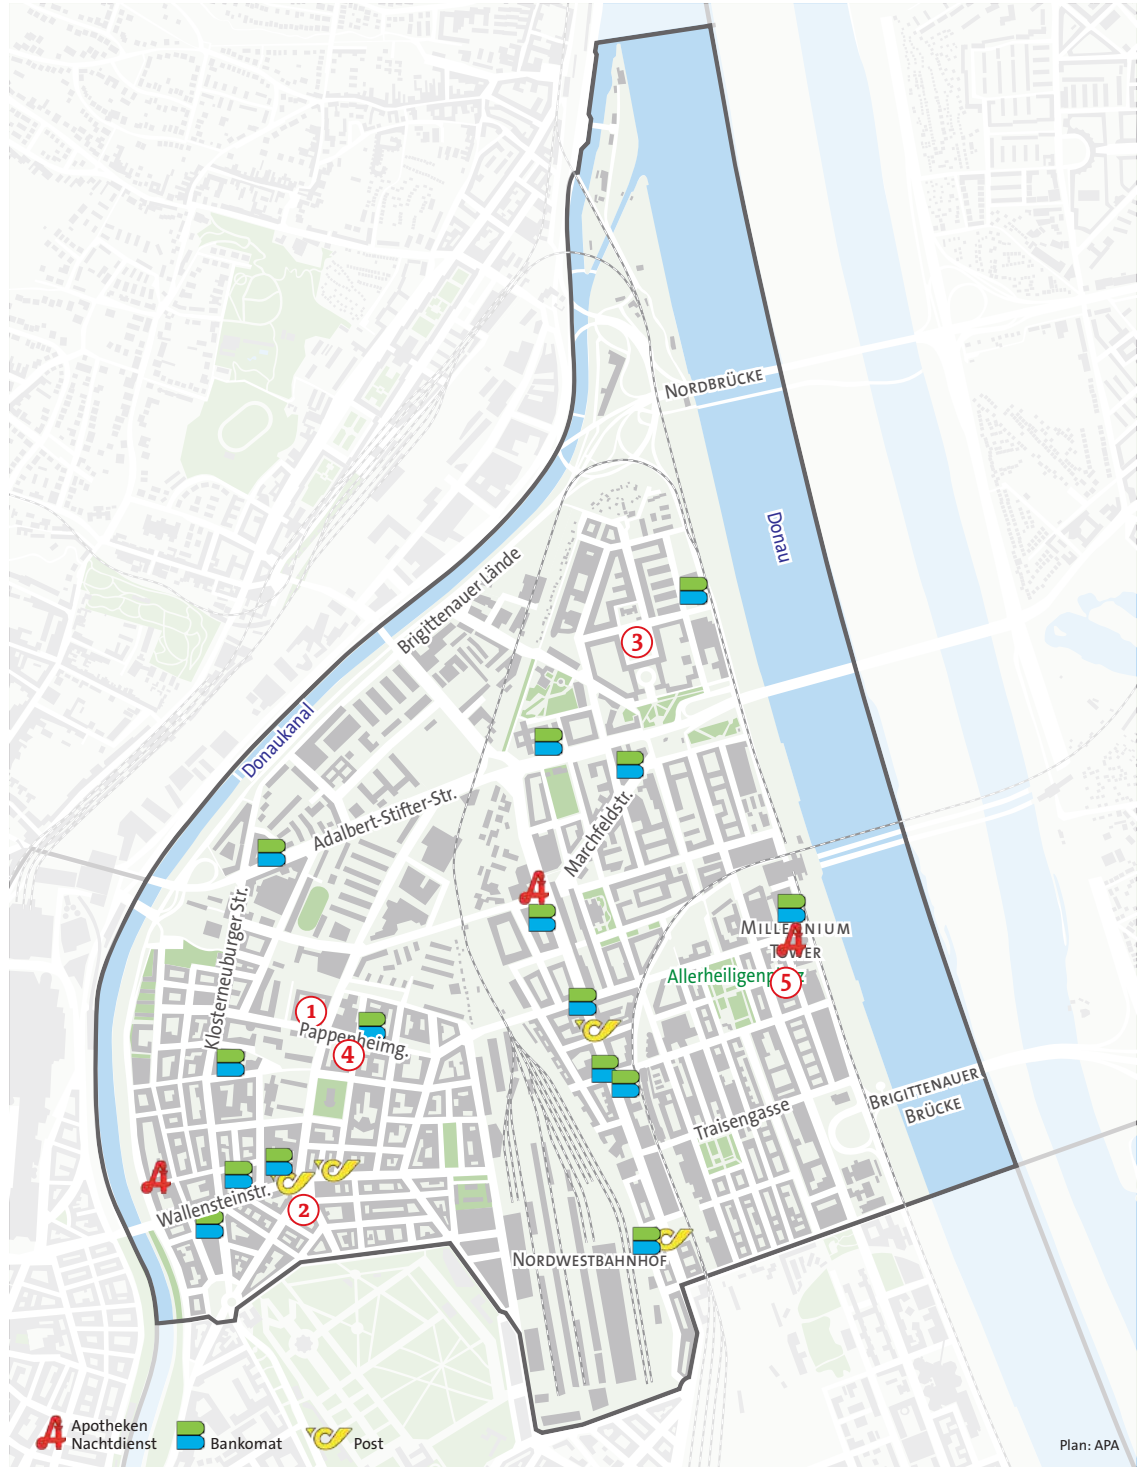 NORDBRÜCKE
Donau
Brigittenauer Lände
3
Donaukanal
Adalbert-Stifter-Str.
Marchfeldstr.
Klosterneuburger Str.
MILLENNIUM
TOWER
Allerheiligenplatz
5
1
Pappenheimg.
4
BRIGITTENAUER
BRÜCKE
Traisengasse
Wallensteinstr.
2
NORDWESTBAHNHOF
Apotheken
Nachtdienst
Bankomat
Post
Plan: APA